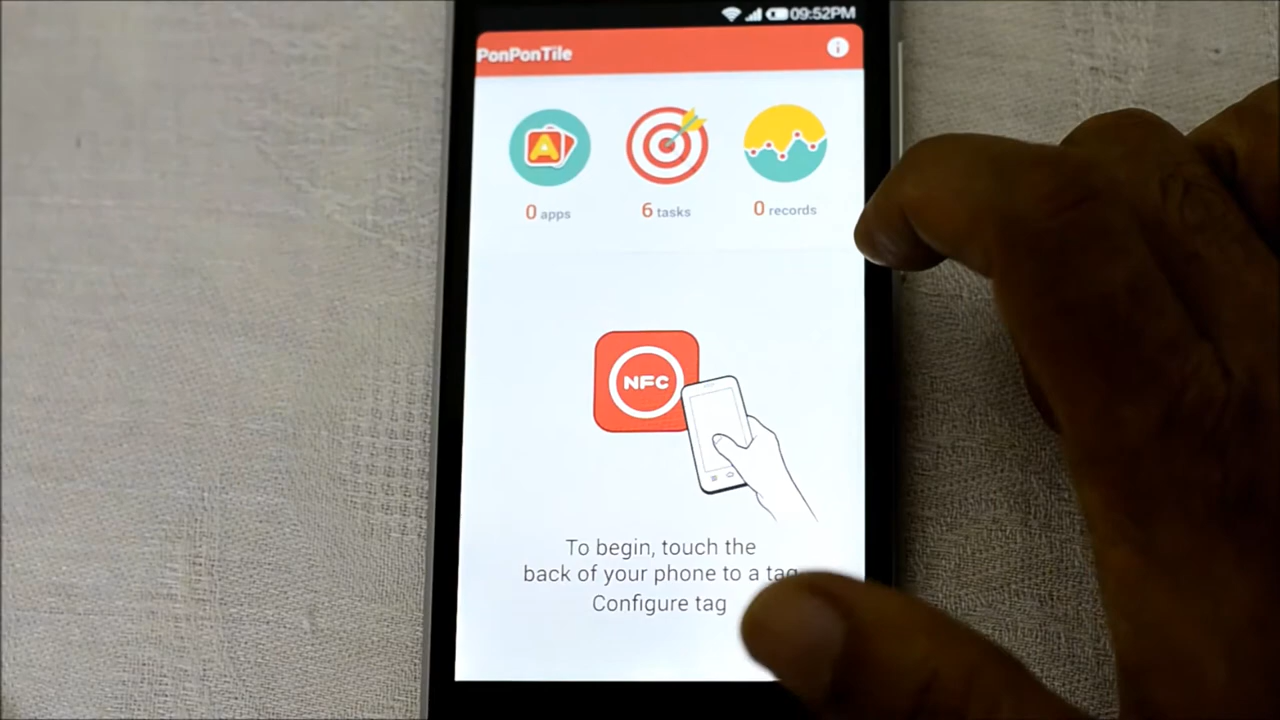 09:52PM
PonPonTile
A
0 apps
6 tasks
0 records
NFC
To begin, touch the
back of your phone to a tag
Configure tag